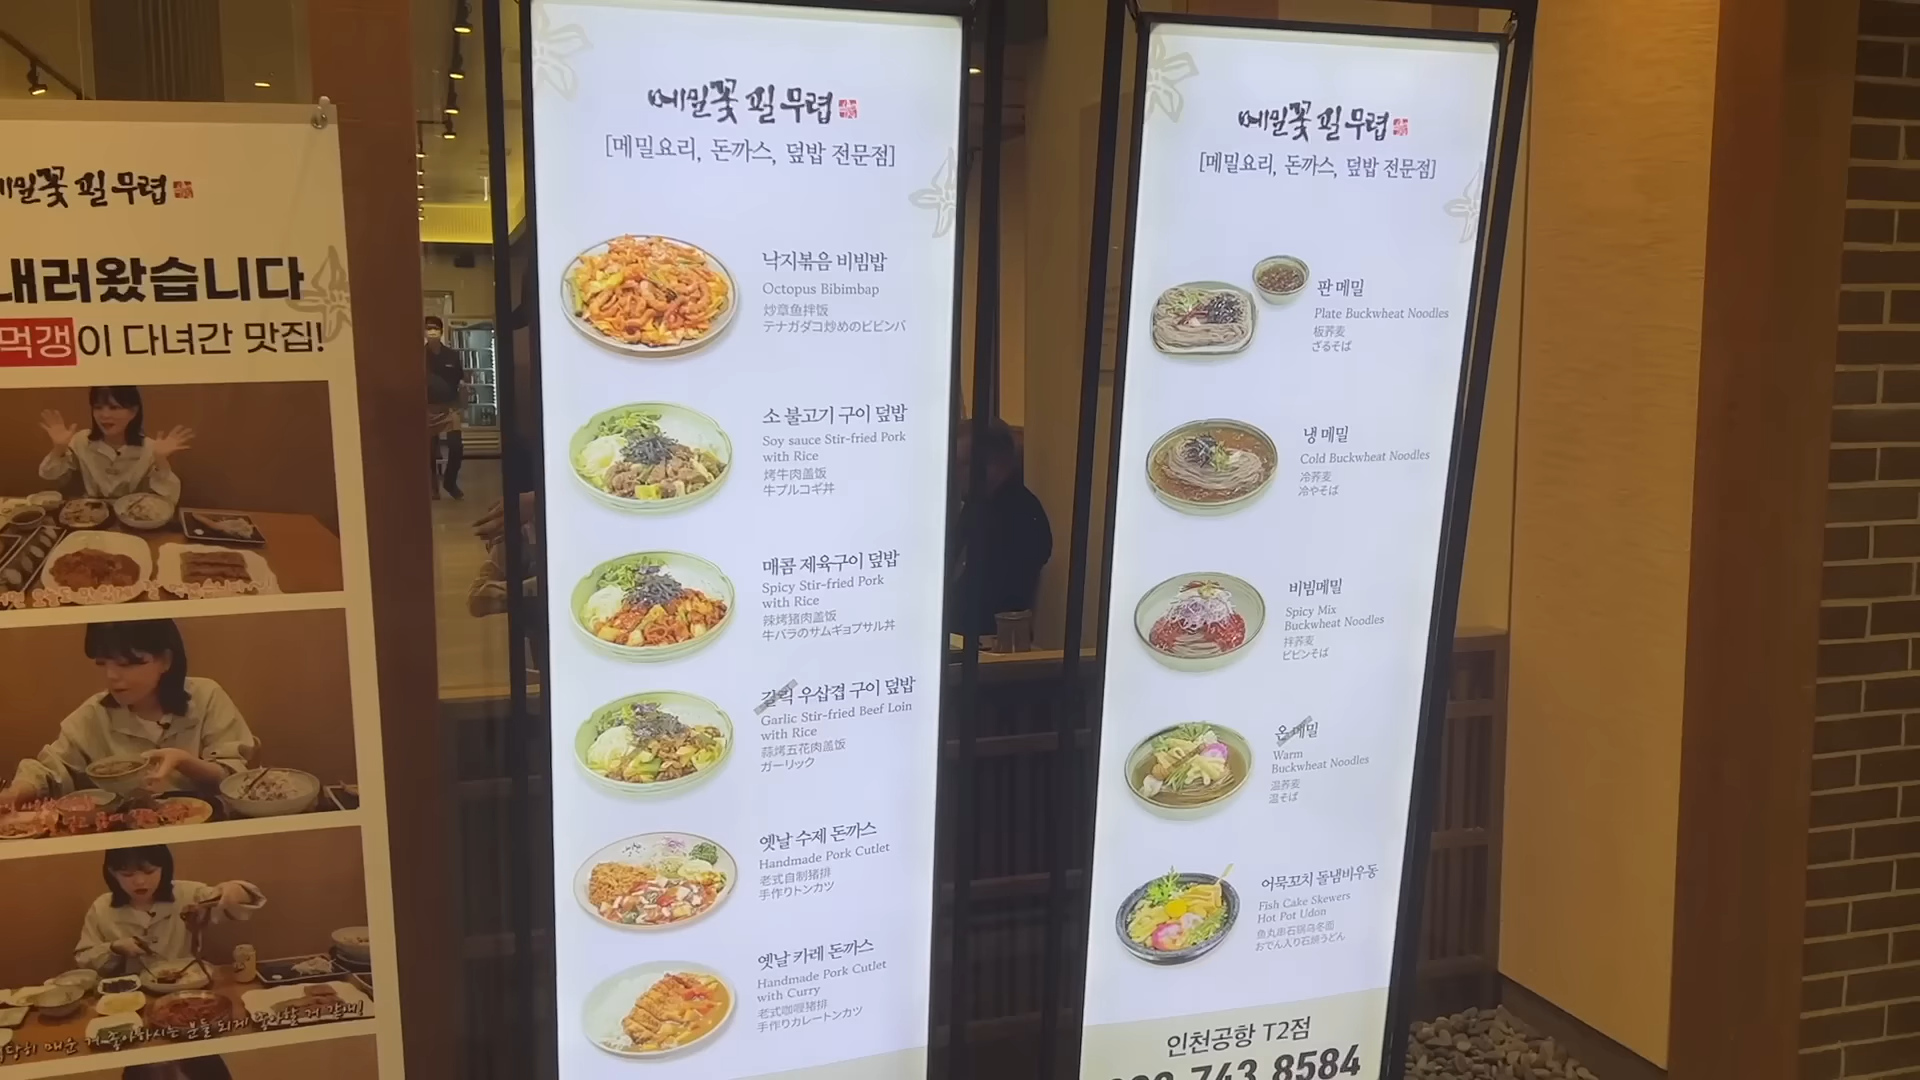 메밀꽃 필 무렵
내러왔습니다
먹갱이 다녀간 맛집!
메밀꽃 필 무렵
[메밀요리, 돈까스, 덮밥 전문점]
낙지볶음 비빔밥
Octopus Bibimbap
炒章鱼拌饭
テナガダコ炒めのビビンバ
소 불고기 구이 덮밥
Soy sauce Stir-fried Pork
with Rice
烤牛肉盖饭
牛プルコギ丼
매콤 제육구이 덮밥
Spicy Stir-fried Pork
with Rice
辣烤猪肉盖饭
牛バラのサムギョプサル丼
갈릭 우삼겹 구이 덮밥
Garlic Stir-fried Beef Loin
with Rice
蒜烤五花肉盖饭
ガーリック
옛날 수제 돈까스
Handmade Pork Cutlet
老式自制猪排
手作りトンカツ
옛날 카레 돈까스
Handmade Pork Cutlet
with Curry
老式咖喱猪排
手作りカレートンカツ
메밀꽃 필 무렵
[메밀요리, 돈까스, 덮밥 전문점]
판 메밀
Plate Buckwheat Noodles
板荞麦
ざるそば
냉 메밀
Cold Buckwheat Noodles
冷荞麦
冷やそば
비빔메밀
Spicy Mix
Buckwheat Noodles
拌荞麦
ビビンそば
온 메밀
Warm
Buckwheat Noodles
温荞麦
温そば
어묵꼬치 돌냄비우동
Fish Cake Skewers
Hot Pot Udon
鱼丸串石锅乌冬面
おでん入り石焼うどん
인천공항 T2점
743 8584